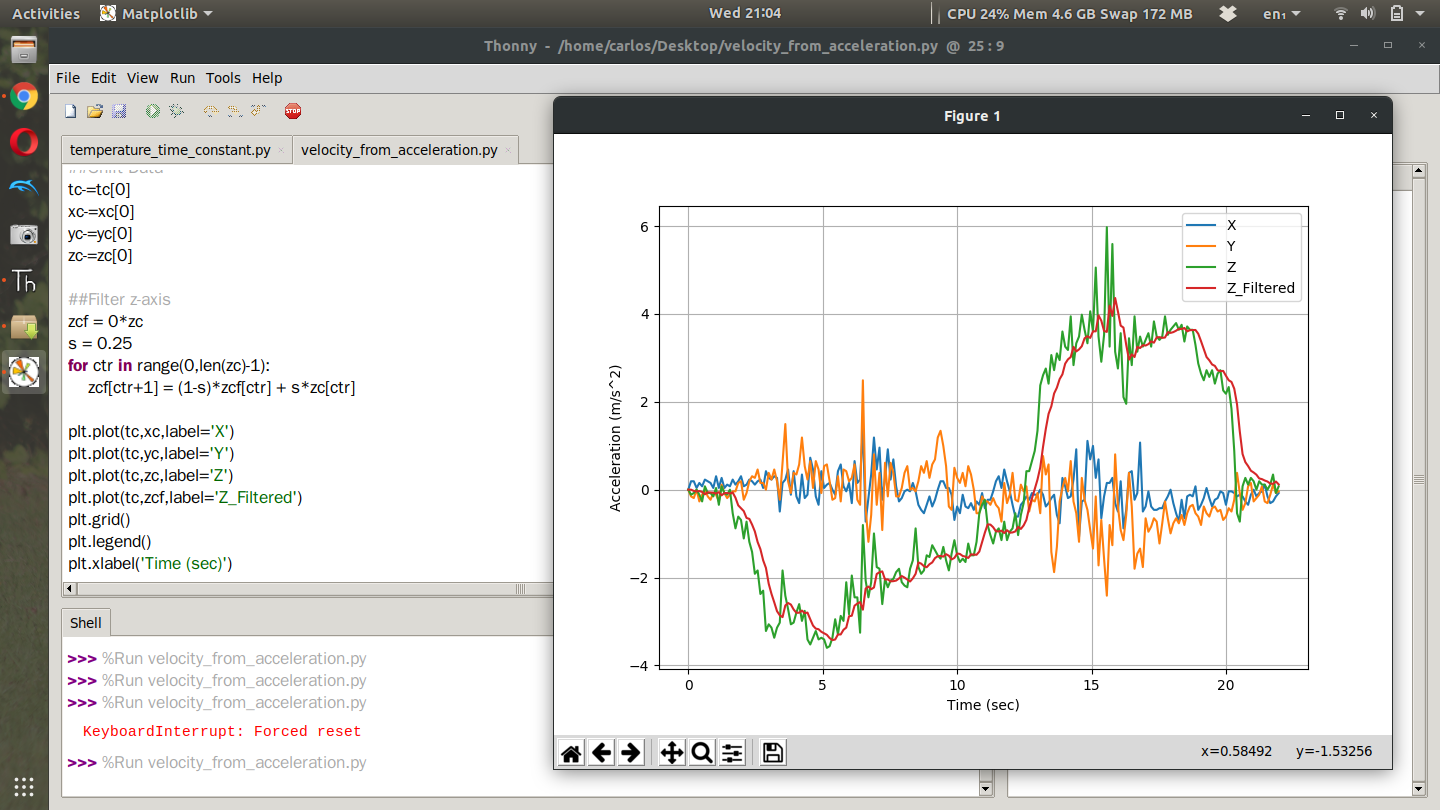 Activities Matplotlib Wed 21:04 CPU 24% Mem 4.6 GB Swap 172 MB en₁
Thonny - /home/carlos/Desktop/velocity_from_acceleration.py @ 25 : 9
File Edit View Run Tools Help
STOP
temperature_time_constant.py velocity_from_acceleration.py
tc-=tc[0]
xc-=xc[0]
yc-=yc[0]
zc-=zc[0]
##Filter z-axis
zcf = 0*zc
s = 0.25
for ctr in range(0,len(zc)-1):
zcf[ctr+1] = (1-s)*zcf[ctr] + s*zc[ctr]
plt.plot(tc,xc,label='X')
plt.plot(tc,yc,label='Y')
plt.plot(tc,zc,label='Z')
plt.plot(tc,zcf,label='Z_Filtered')
plt.grid()
plt.legend()
plt.xlabel('Time (sec)')
Shell
>>> %Run velocity_from_acceleration.py
>>> %Run velocity_from_acceleration.py
>>> %Run velocity_from_acceleration.py
KeyboardInterrupt: Forced reset
>>> %Run velocity_from_acceleration.py
Th
Figure 1
X
Y
Z
Z_Filtered
6
4
2
0
−2
−4
Acceleration (m/s^2)
0 5 10 15 20
Time (sec)
x=0.58492 y=-1.53256